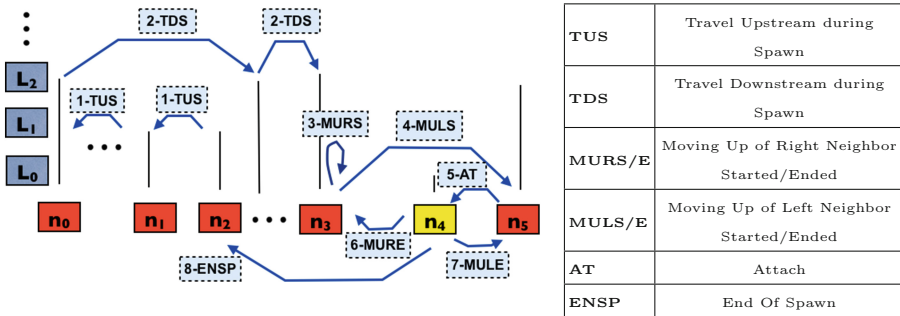 2-TDS
2-TDS
L2
1-TUS
1-TUS
L1
3-MURS
4-MULS
L0
5-AT
n0
n1
n2
n3
n4
n5
6-MURE
7-MULE
8-ENSP
TUS Travel Upstream during
Spawn
TDS Travel Downstream during
Spawn
MURS/E Moving Up of Right Neighbor
Started/Ended
MULS/E Moving Up of Left Neighbor
Started/Ended
AT Attach
ENSP End Of Spawn